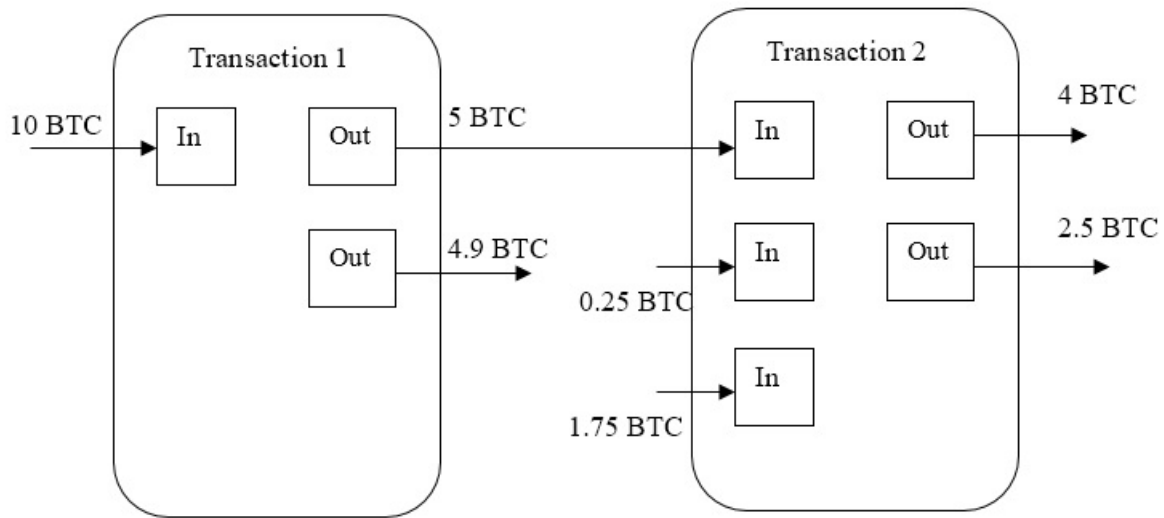 Transaction 1
10 BTC
In
Out
5 BTC
Out
4.9 BTC
Transaction 2
In
Out
4 BTC
In
0.25 BTC
Out
2.5 BTC
In
1.75 BTC